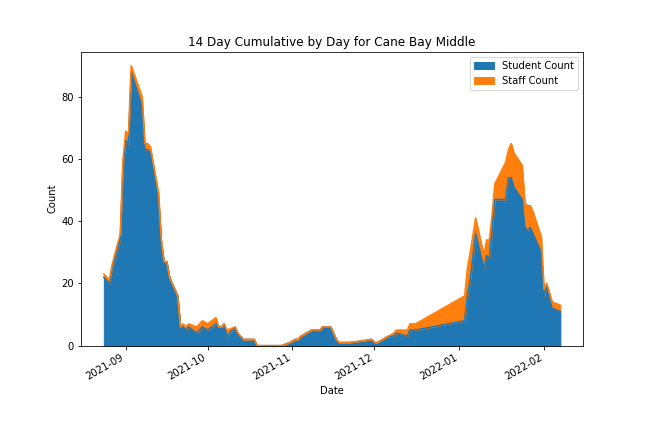 14 Day Cumulative by Day for Cane Bay Middle
Student Count
Staff Count
80
60
40
20
0
Count
2021-09
2021-10
2021-11
2021-12
2022-01
2022-02
Date